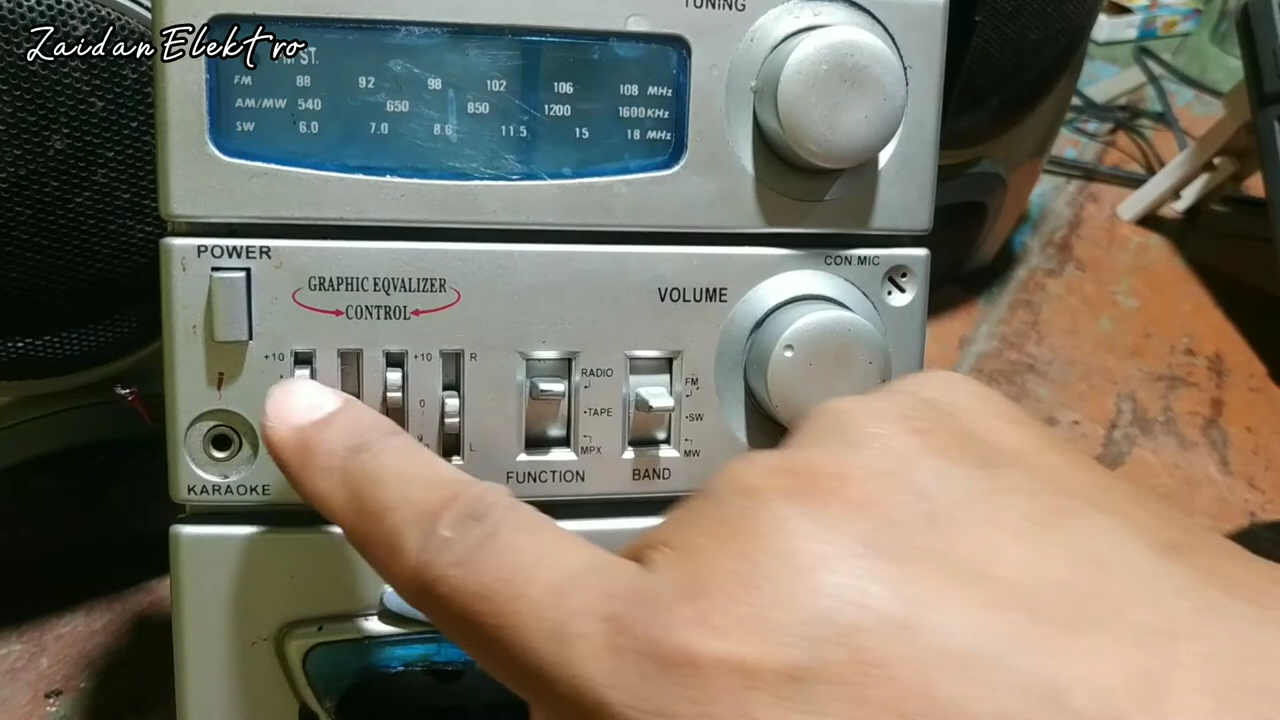 Zaidan Elektro
TUNING
ST.
FM 88 92 98 102 106 108 MHz
AM/MW 540 650 850 1200 1600 KHz
SW 6.0 7.0 8.6 11.5 15 18 MHz
POWER
GRAPHIC EQVALIZER
CONTROL
VOLUME
CON.MIC
+10 +10 R
0
L
RADIO
•TAPE
MPX
FM
•SW
MW
FUNCTION
BAND
KARAOKE